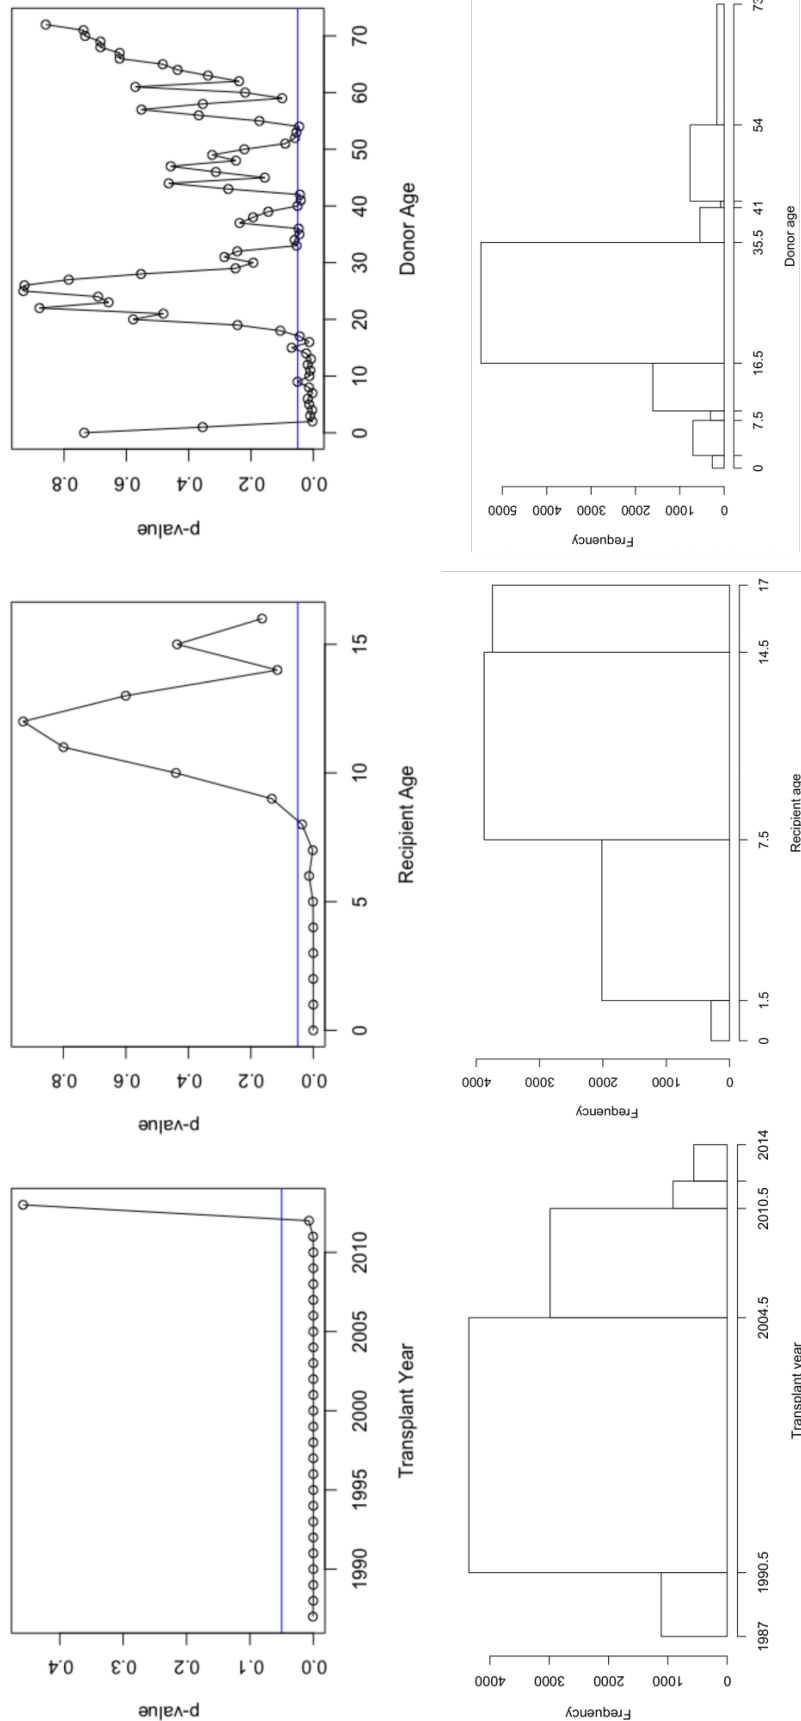 p-value
0.4
0.3
0.2
0.1
0.0
1990 1995 2000 2005 2010
Transplant Year
p-value
0.8
0.6
0.4
0.2
0.0
0 5 10 15
Recipient Age
p-value
0.8
0.6
0.4
0.2
0.0
0 10 20 30 40 50 60 70
Donor Age
Frequency
4000
3000
2000
1000
0
1987 1990.5 2004.5 2010.5 2014
Transplant year
Frequency
4000
3000
2000
1000
0
0 1.5 7.5 14.5 17
Recipient age
Frequency
5000
4000
3000
2000
1000
0
0 7.5 16.5 35.5 41 54 73
Donor age